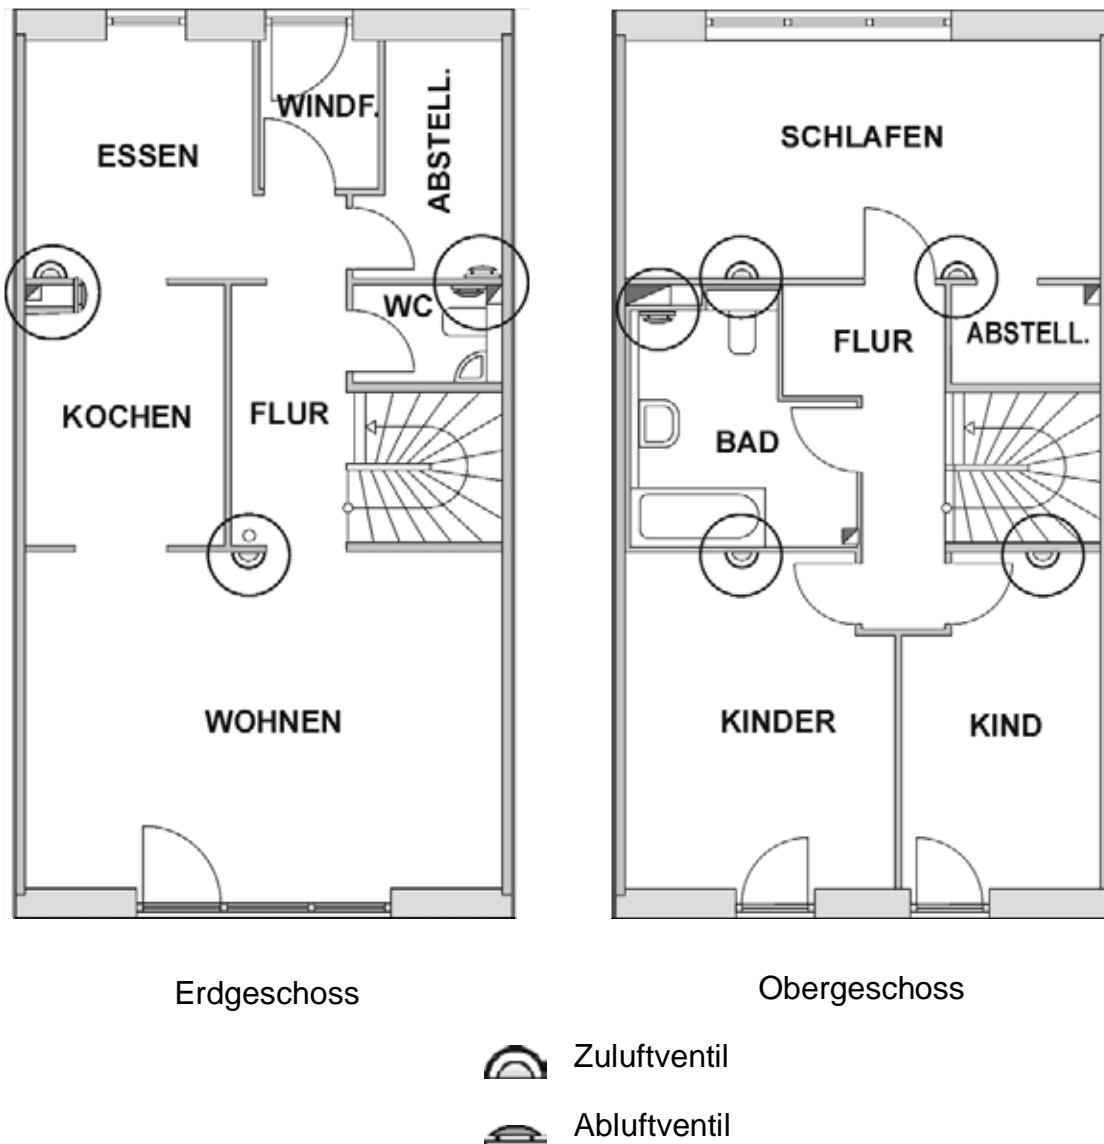 WINDF.
ESSEN
ABSTELL.
WC
KOCHEN
FLUR
WOHNEN
SCHLAFEN
FLUR
ABSTELL.
BAD
KINDER
KIND
Erdgeschoss
Obergeschoss
Zuluftventil
Abluftventil